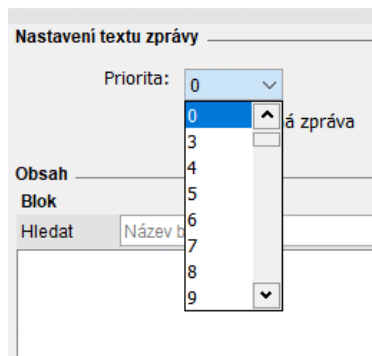 Nastavení textu zprávy
Priorita: 0
0
á zpráva
3
4
Obsah
5
Blok
6
Hledat Název b
7
8
9